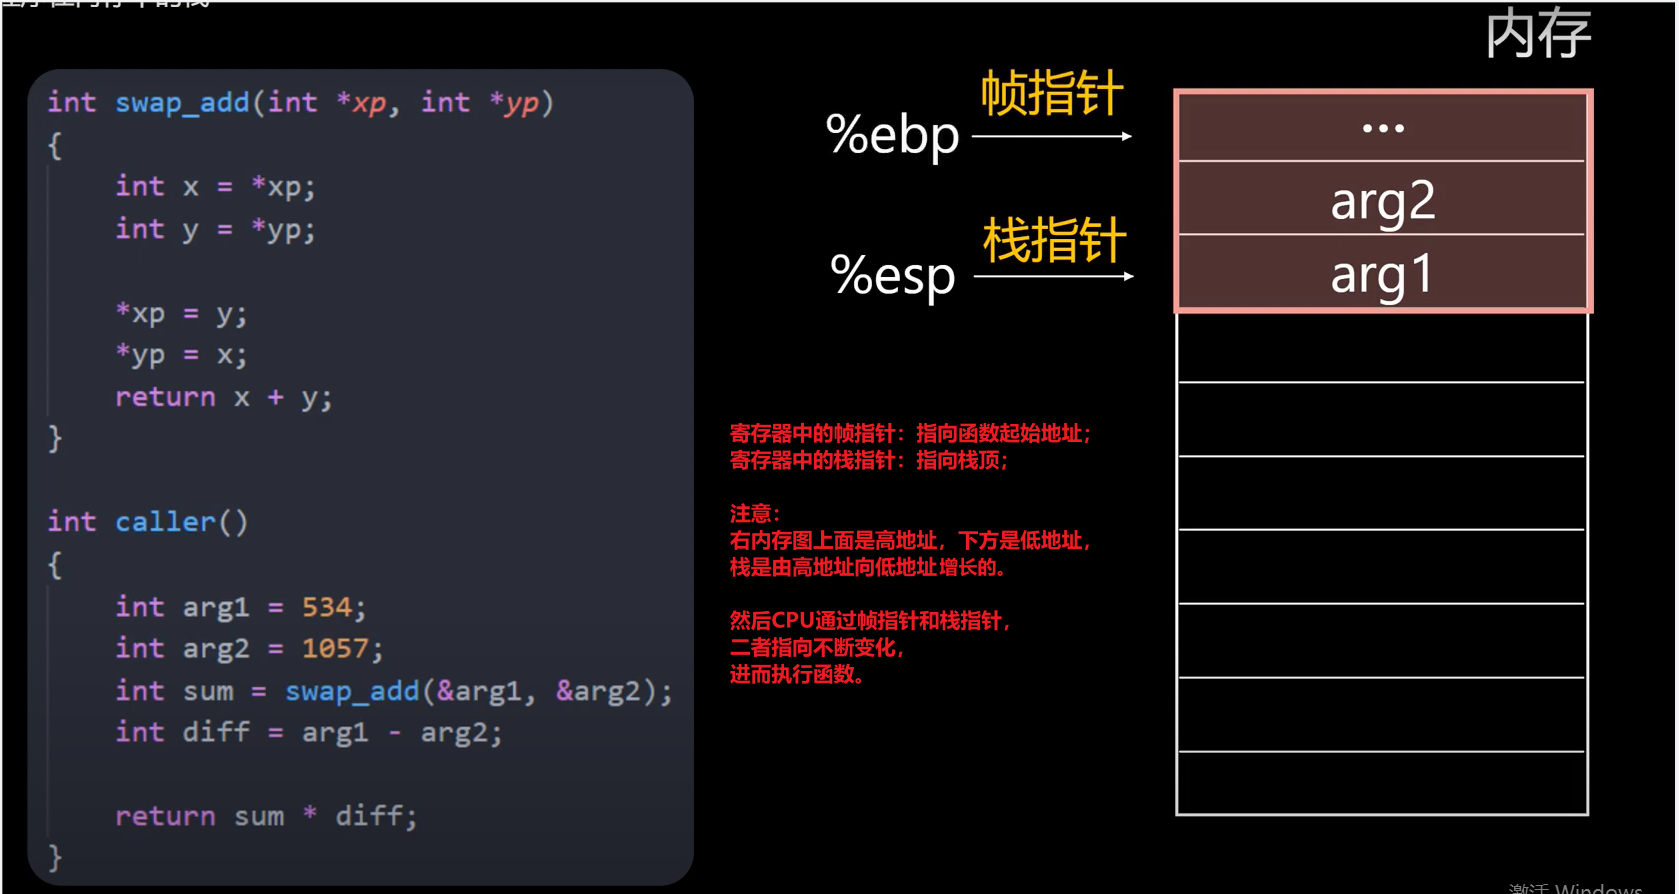 内存
int swap_add(int *xp, int *yp)
{
int x = *xp;
int y = *yp;
*xp = y;
*yp = x;
return x + y;
}
int caller()
{
int arg1 = 534;
int arg2 = 1057;
int sum = swap_add(&arg1, &arg2);
int diff = arg1 - arg2;
return sum * diff;
}
帧指针
%ebp
栈指针
%esp
...
arg2
arg1
寄存器中的帧指针：指向函数起始地址；
寄存器中的栈指针：指向栈顶；
注意：
右内存图上面是高地址，下方是低地址，
栈是由高地址向低地址增长的。
然后CPU通过帧指针和栈指针，
二者指向不断变化，
进而执行函数。
激活 Windows